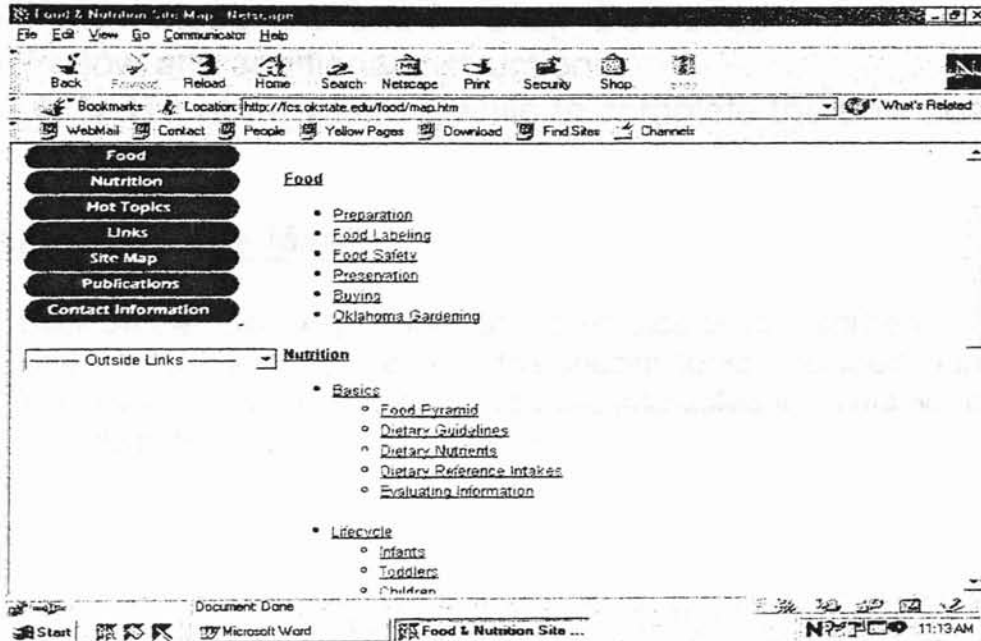 Food & Nutrition Site Map - Netscape
File Edit View Go Communicator Help
Back Reload Home Search Netscape Print Security Shop
Bookmarks Location: http://fcs.okstate.edu/food/map.htm What's Related
WebMail Contact People Yellow Pages Download Find Sites Channels
Food
Nutrition
Hot Topics
Links
Site Map
Publications
Contact Information
Outside Links
Food
• Preparation
• Food Labeling
• Food Safety
• Preservation
• Buying
• Oklahoma Gardening
Nutrition
• Basics
o Food Pyramid
o Dietary Guidelines
o Dietary Nutrients
o Dietary Reference Intakes
o Evaluating Information
• Lifecycle
o Infants
o Toddlers
o Children
Document: Done
Start Microsoft Word Food & Nutrition Site ... 11:13 AM